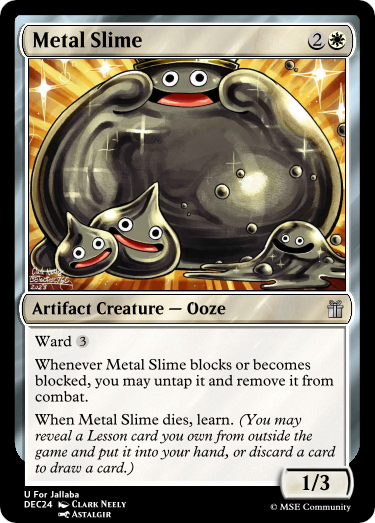 Metal Slime 2
Artifact Creature — Ooze
Ward 3
Whenever Metal Slime blocks or becomes
blocked, you may untap it and remove it from
combat.
When Metal Slime dies, learn. (You may
reveal a Lesson card you own from outside
the game and put it into your hand, or discard a
card to draw a card.)
1/3
U For Jallaba
DEC24 Clark Neely
Astalgir
© MSE Community